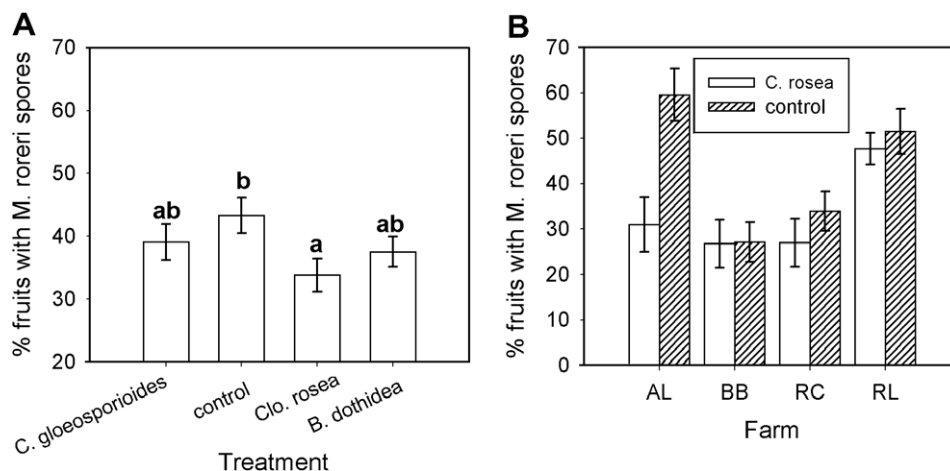 A
% fruits with M. roreri spores
70
60
50
40
30
20
ab
b
a
ab
C. gloeosporioides
control
Clo. rosea
B. dothidea
Treatment
B
% fruits with M. roreri spores
70
60
50
40
30
20
10
0
C. rosea
control
AL
BB
RC
RL
Farm